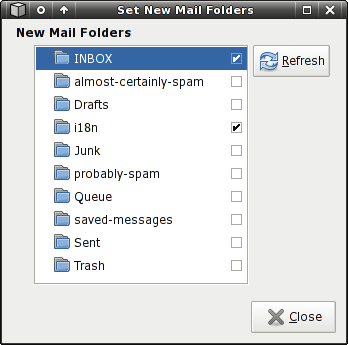 Set New Mail Folders
New Mail Folders
INBOX
almost-certainly-spam
Drafts
i18n
Junk
probably-spam
Queue
saved-messages
Sent
Trash
Refresh
Close